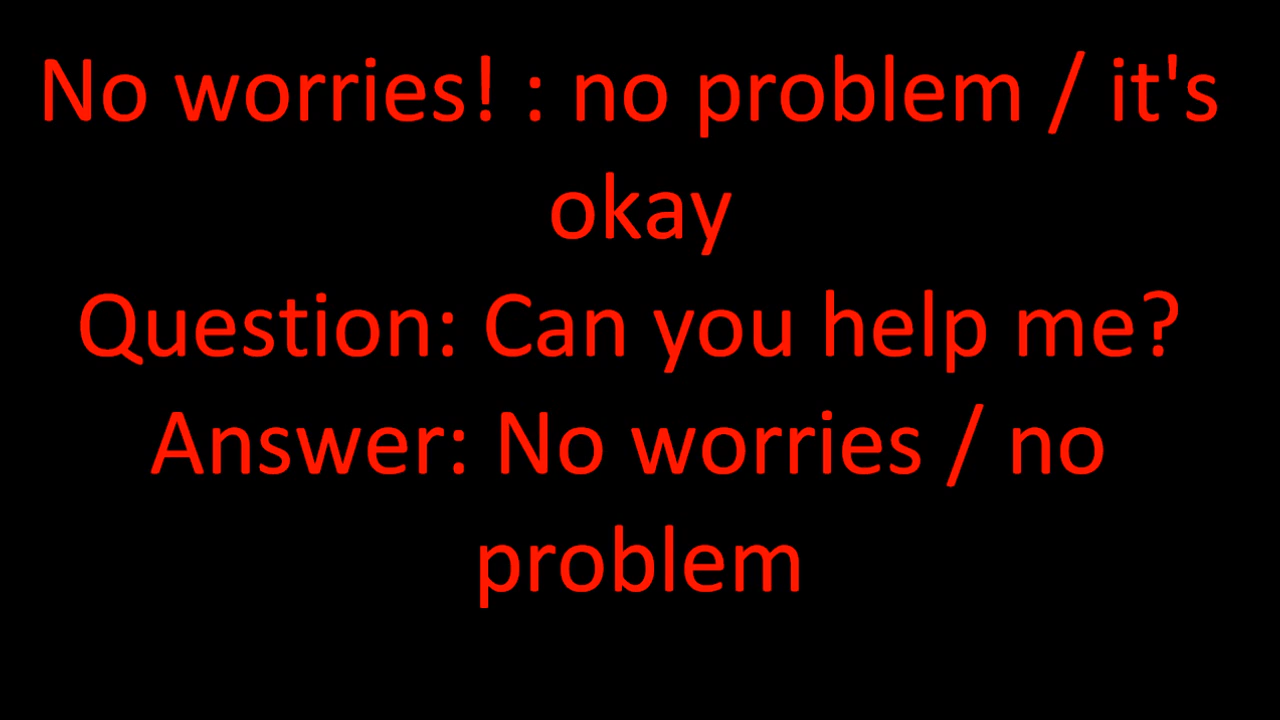 No worries! : no problem / it's
okay
Question: Can you help me?
Answer: No worries / no
problem